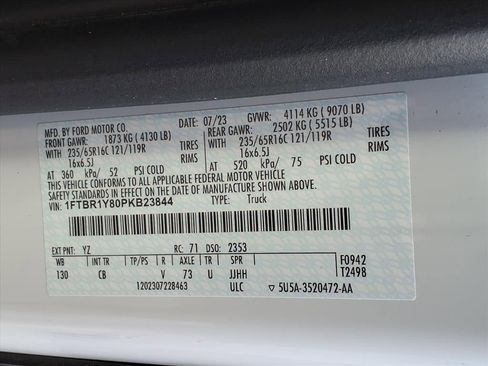 MFD. BY FORD MOTOR CO. DATE: 07/23 GVWR: 4114 KG ( 9070 LB)
FRONT GAWR: 1873 KG ( 4130 LB) REAR GAWR: 2502 KG ( 5515 LB)
235/65R16C 121/119R TIRES 235/65R16C 121/119R TIRES
16x6.5J RIMS 16x6.5J RIMS
AT 360 kPa/ 52 PSI COLD AT 520 kPa/ 75 PSI COLD
THIS VEHICLE CONFORMS TO ALL APPLICABLE FEDERAL MOTOR VEHICLE
SAFETY STANDARDS IN EFFECT ON THE DATE OF MANUFACTURE SHOWN ABOVE.
VIN: 1FTBR1Y80PKB23844 TYPE: Truck
EXT PNT: YZ RC: 71 DSO: 2353
WB INT TR TP/PS R AXLE TR SPR F0942
130 CB V 73 U JJHH T2498
1202307228463 ULC ▽ 5U5A-3520472-AA